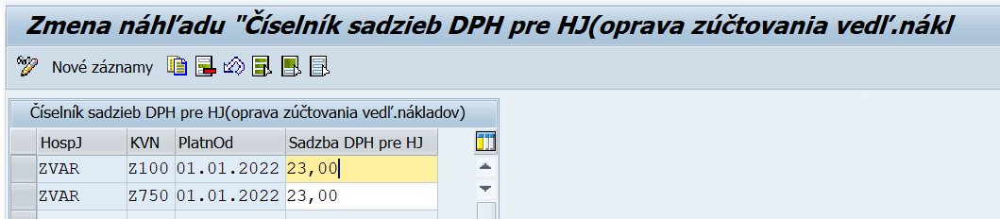 Zmena náhľadu "Číselník sadzieb DPH pre HJ(oprava zúčtovania vedľ.nákl
Nové záznamy
Číselník sadzieb DPH pre HJ(oprava zúčtovania vedľ.nákladov)
HospJ KVN PlatnOd Sadzba DPH pre HJ
ZVAR Z100 01.01.2022 23,00
ZVAR Z750 01.01.2022 23,00